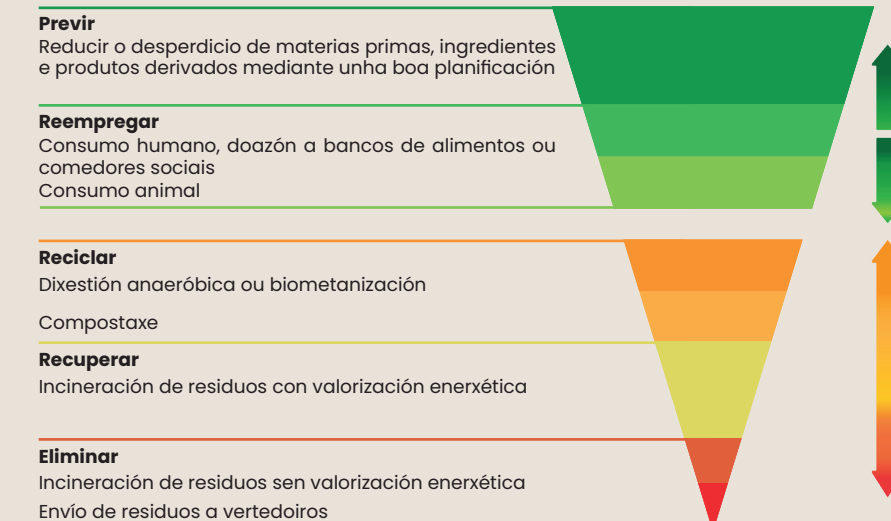 Previr
Reducir o desperdicio de materias primas, ingredientes
e produtos derivados mediante unha boa planificación
Reempregar
Consumo humano, doazón a bancos de alimentos ou
comedores sociais
Consumo animal
Reciclar
Dixestión anaeróbica ou biometanización
Compostaxe
Recuperar
Incineración de residuos con valorización enerxética
Eliminar
Incineración de residuos sen valorización enerxética
Envío de residuos a vertedoiros